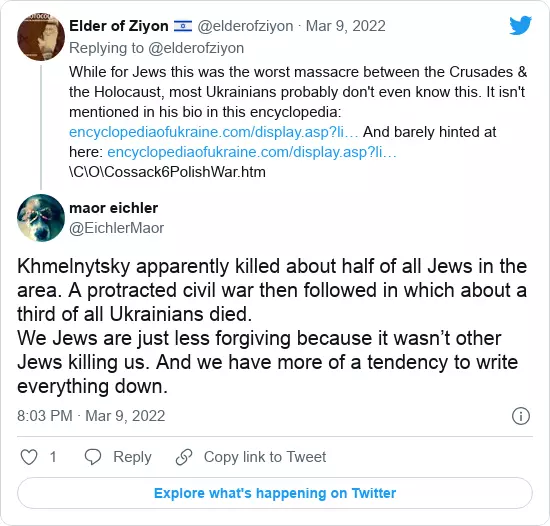 Elder of Ziyon 🇮🇱 @elderofziyon · Mar 9, 2022
Replying to @elderofziyon
While for Jews this was the worst massacre between the Crusades &
the Holocaust, most Ukrainians probably don't even know this. It isn't
mentioned in his bio in this encyclopedia:
encyclopediaofukraine.com/display.asp?li… And barely hinted at
here: encyclopediaofukraine.com/display.asp?li…
\C\O\Cossack6PolishWar.htm
maor eichler
@EichlerMaor
Khmelnytsky apparently killed about half of all Jews in the
area. A protracted civil war then followed in which about a
third of all Ukrainians died.
We Jews are just less forgiving because it wasn’t other
Jews killing us. And we have more of a tendency to write
everything down.
8:03 PM · Mar 9, 2022
1 Reply Copy link to Tweet
Explore what's happening on Twitter